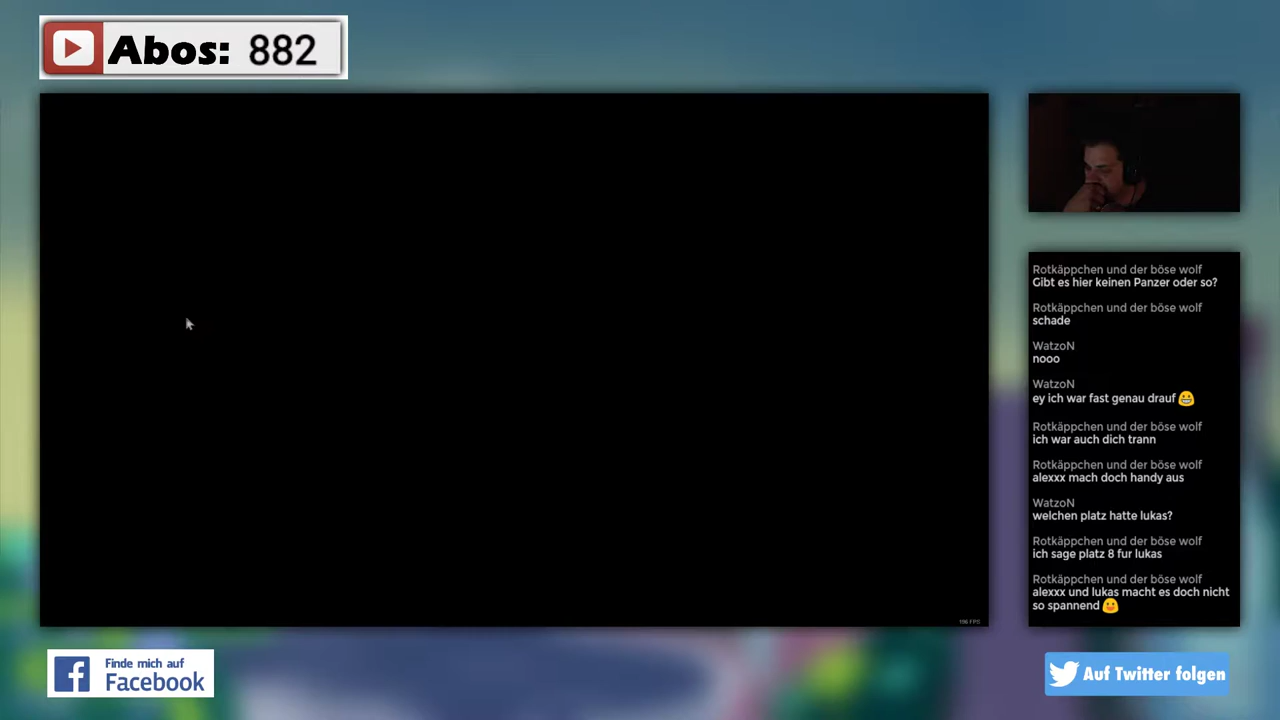 Abos: 882
Rotkäppchen und der böse wolf
Gibt es hier keinen Panzer oder so?
Rotkäppchen und der böse wolf
schade
WatzoN
nooo
WatzoN
ey ich war fast genau drauf 😀
Rotkäppchen und der böse wolf
ich war auch dich trann
Rotkäppchen und der böse wolf
alexxx mach doch handy aus
WatzoN
welchen platz hatte lukas?
Rotkäppchen und der böse wolf
ich sage platz 8 fur lukas
Rotkäppchen und der böse wolf
alexxx und lukas macht es doch nicht
so spannend 😛
196 FPS
Finde mich auf
Facebook
Auf Twitter folgen